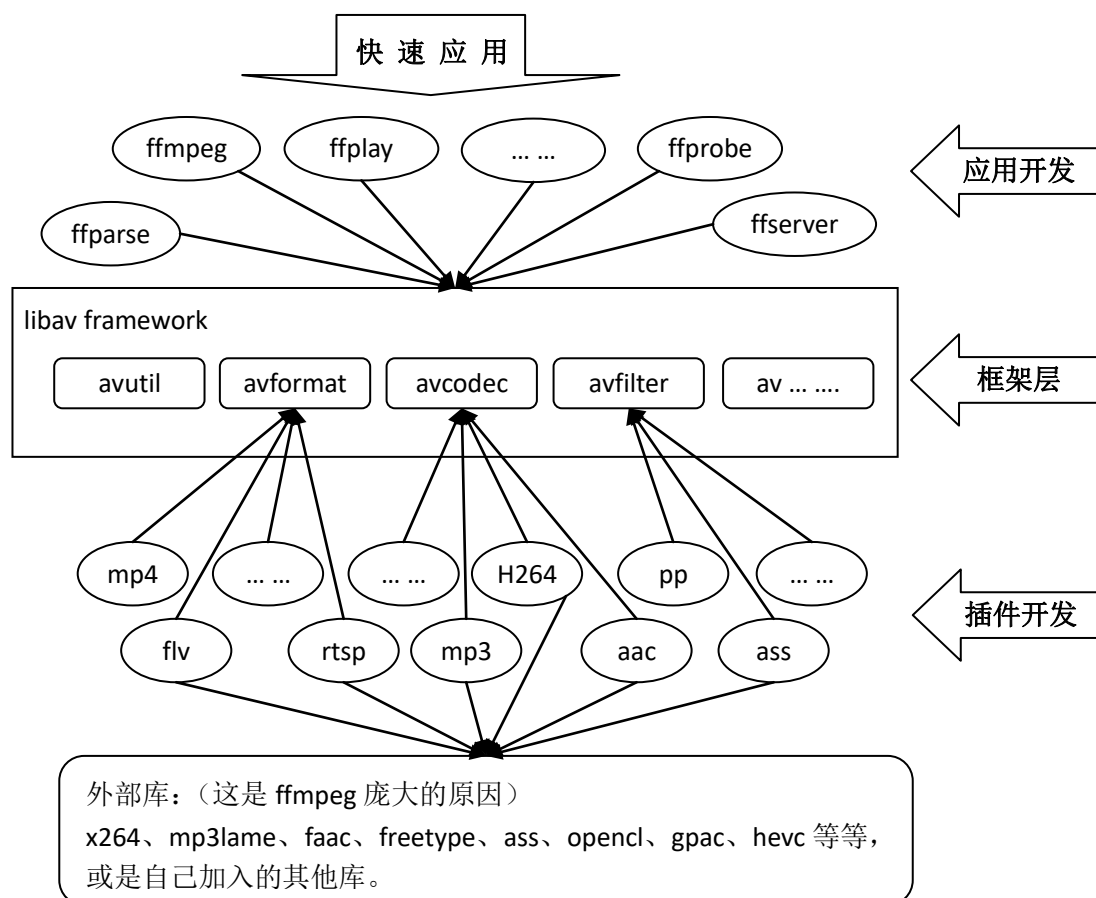 快 速 应 用
ffmpeg
ffplay
... ...
ffprobe
应用开发
ffparse
ffserver
libav framework
avutil
avformat
avcodec
avfilter
av ... ....
框架层
mp4
... ...
... ...
H264
pp
... ...
插件开发
flv
rtsp
mp3
aac
ass
外部库：（这是 ffmpeg 庞大的原因）
x264、mp3lame、faac、freetype、ass、opencl、gpac、hevc 等等，
或是自己加入的其他库。